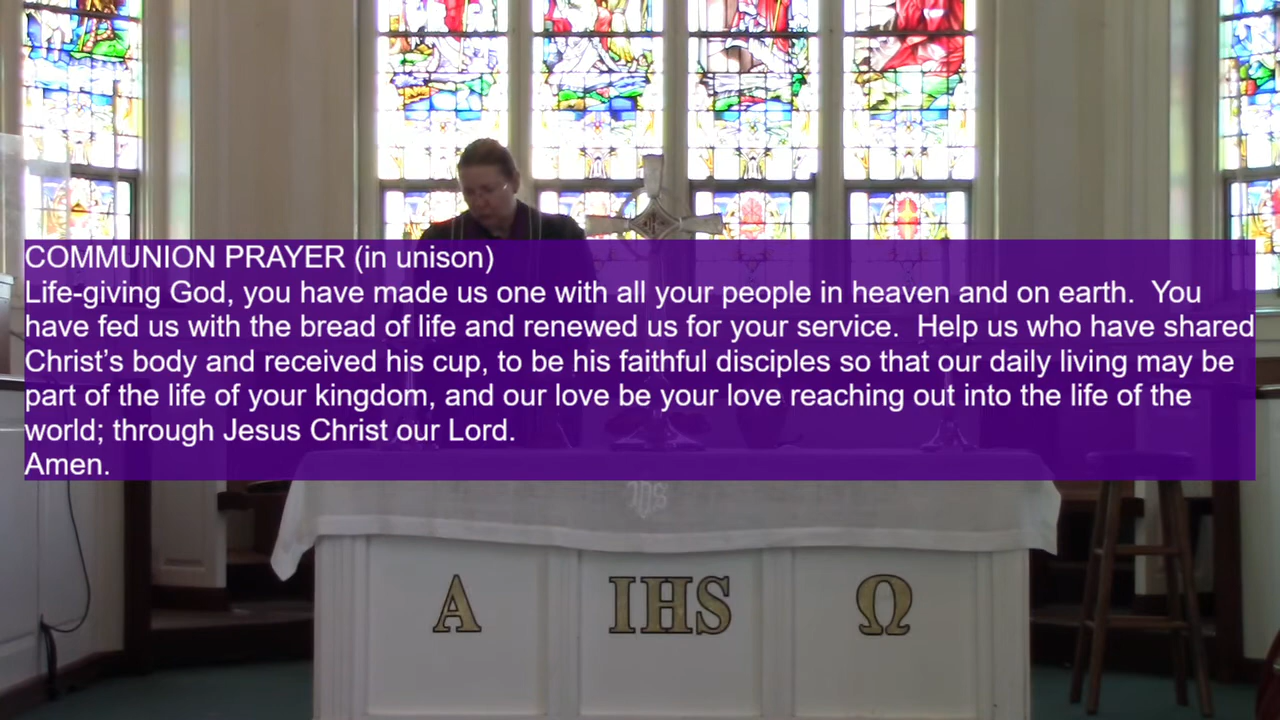 COMMUNION PRAYER (in unison)
Life-giving God, you have made us one with all your people in heaven and on earth.  You
have fed us with the bread of life and renewed us for your service.  Help us who have shared
Christ’s body and received his cup, to be his faithful disciples so that our daily living may be
part of the life of your kingdom, and our love be your love reaching out into the life of the
world; through Jesus Christ our Lord.
Amen.
IHS
A IHS Ω